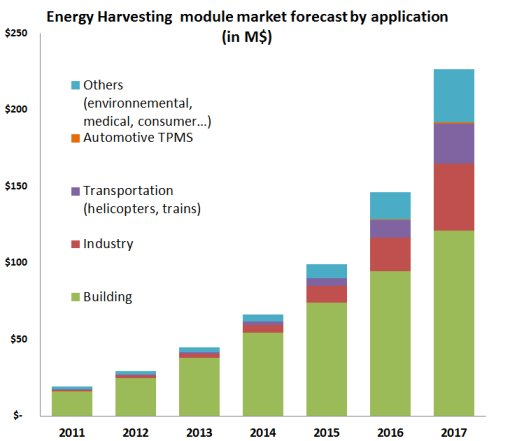 Energy Harvesting module market forecast by application
(in M$)
$250
$200
$150
$100
$50
$-
Others
(environnemental,
medical, consumer...)
Automotive TPMS
Transportation
(helicopters, trains)
Industry
Building
2011 2012 2013 2014 2015 2016 2017